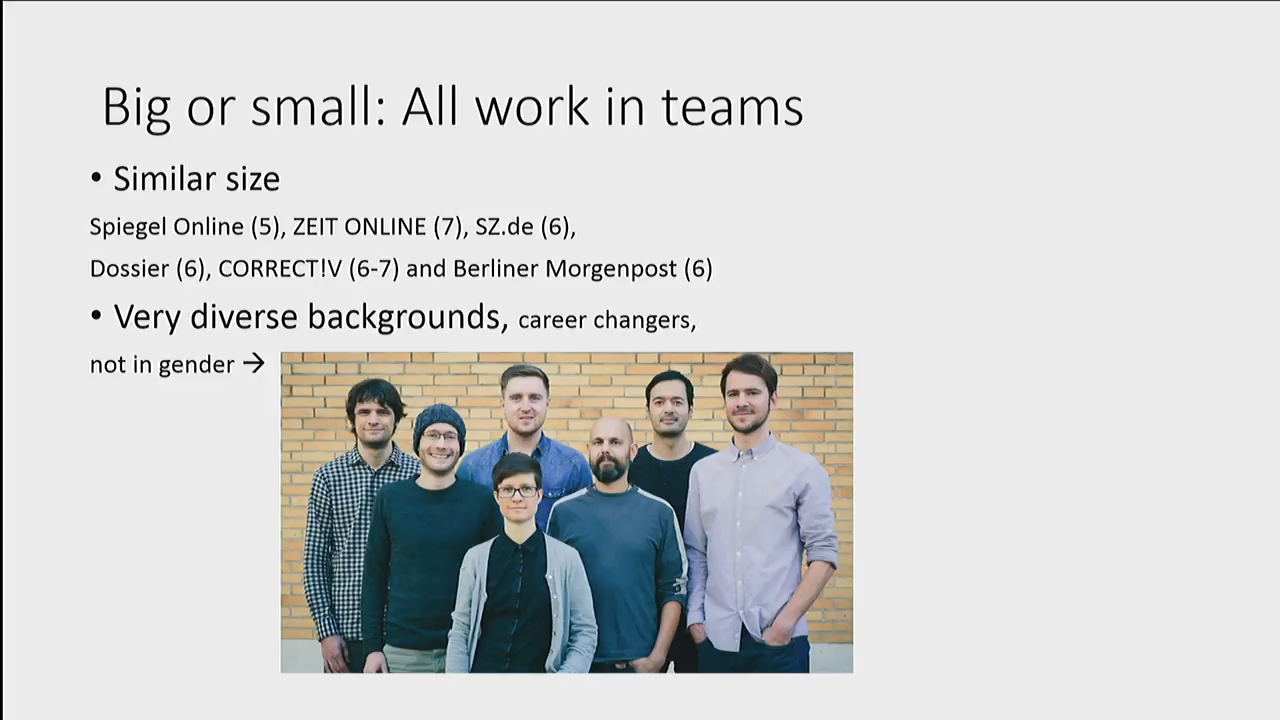 Big or small: All work in teams
• Similar size
Spiegel Online (5), ZEIT ONLINE (7), SZ.de (6),
Dossier (6), CORRECT!V (6-7) and Berliner Morgenpost (6)
• Very diverse backgrounds, career changers,
not in gender →